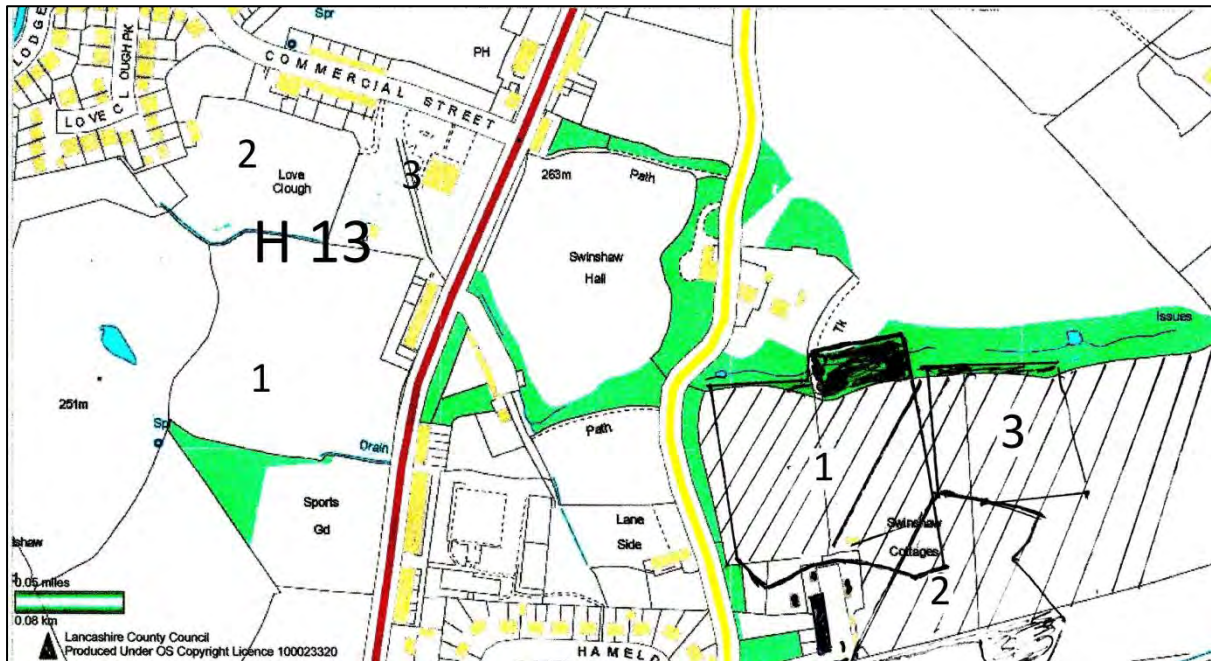 LODGE
LOVE CLOUGH PK
Spr
COMMERCIAL STREET
PH
2
Love
Clough
3
H 13
263m
Path
Swinshaw
Hall
Tk
Issues
1
251m
Sp
Drain
Path
1
3
Sports
Gd
Lane
Side
Swinshaw
Cottages
2
lshaw
0.05 miles
0.08 km
Lancashire County Council
Produced Under OS Copyright Licence 100023320
HAMELD